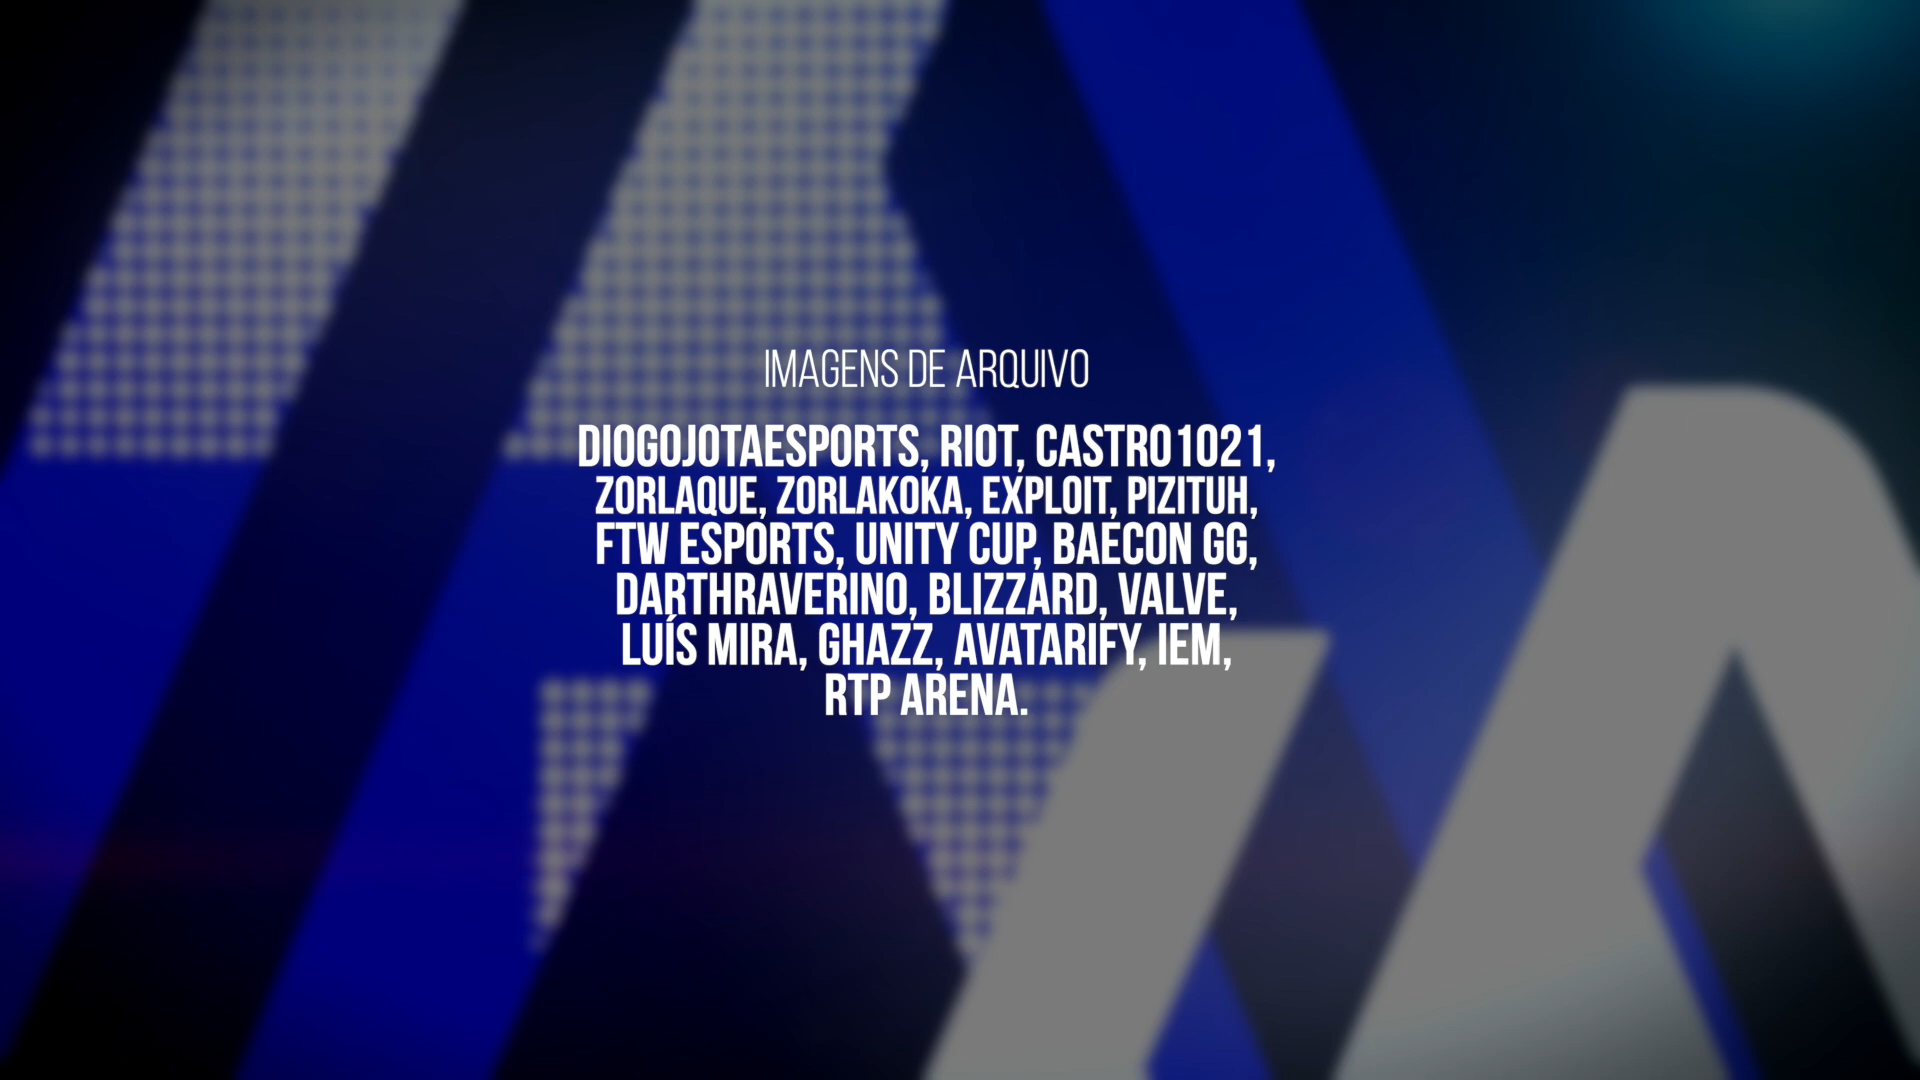 IMAGENS DE ARQUIVO
DIOGOJOTAESPORTS, RIOT, CASTRO1021,
ZORLAQUE, ZORLAKOKA, EXPLOIT, PIZITUH,
FTW ESPORTS, UNITY CUP, BAECON GG,
DARTHRAVERINO, BLIZZARD, VALVE,
LUÍS MIRA, GHAZZ, AVATARIFY, IEM,
RTP ARENA.